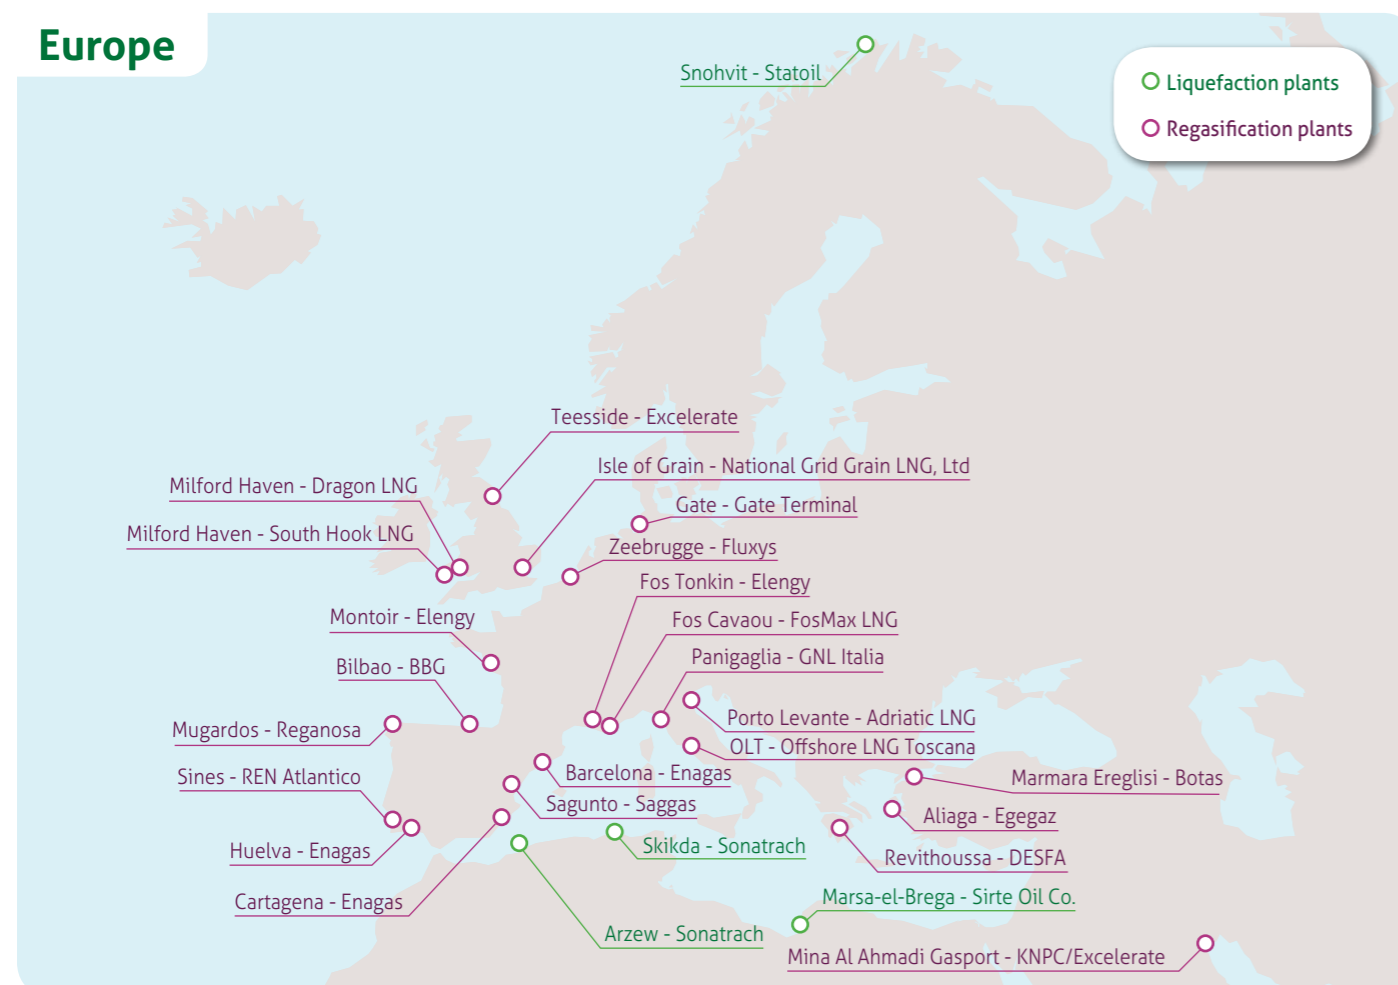 Europe
Snohvit - Statoil
Liquefaction plants
Regasification plants
Teesside - Excelerate
Isle of Grain - National Grid Grain LNG, Ltd
Milford Haven - Dragon LNG
Gate - Gate Terminal
Milford Haven - South Hook LNG
Zeebrugge - Fluxys
Fos Tonkin - Elengy
Montoir - Elengy
Fos Cavaou - FosMax LNG
Bilbao - BBG
Panigaglia - GNL Italia
Mugardos - Reganosa
Porto Levante - Adriatic LNG
OLT - Offshore LNG Toscana
Sines - REN Atlantico
Barcelona - Enagas
Marmara Ereglisi - Botas
Sagunto - Saggas
Aliaga - Egegaz
Huelva - Enagas
Skikda - Sonatrach
Revithoussa - DESFA
Cartagena - Enagas
Marsa-el-Brega - Sirte Oil Co.
Arzew - Sonatrach
Mina Al Ahmadi Gasport - KNPC/Excelerate